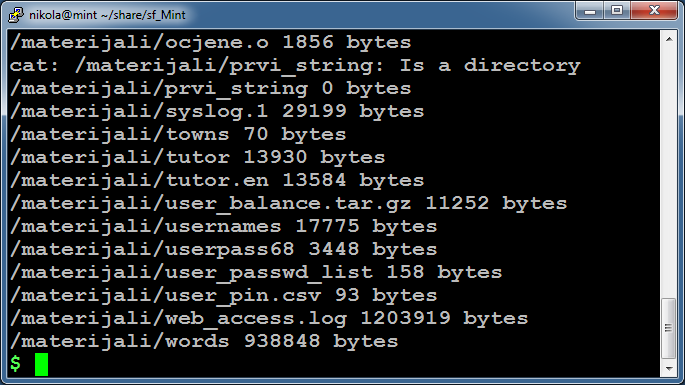 nikola@mint ~/share/sf_Mint
/materijali/ocjene.o 1856 bytes
cat: /materijali/prvi_string: Is a directory
/materijali/prvi_string 0 bytes
/materijali/syslog.1 29199 bytes
/materijali/towns 70 bytes
/materijali/tutor 13930 bytes
/materijali/tutor.en 13584 bytes
/materijali/user_balance.tar.gz 11252 bytes
/materijali/usernames 17775 bytes
/materijali/userpass68 3448 bytes
/materijali/user_passwd_list 158 bytes
/materijali/user_pin.csv 93 bytes
/materijali/web_access.log 1203919 bytes
/materijali/words 938848 bytes
$